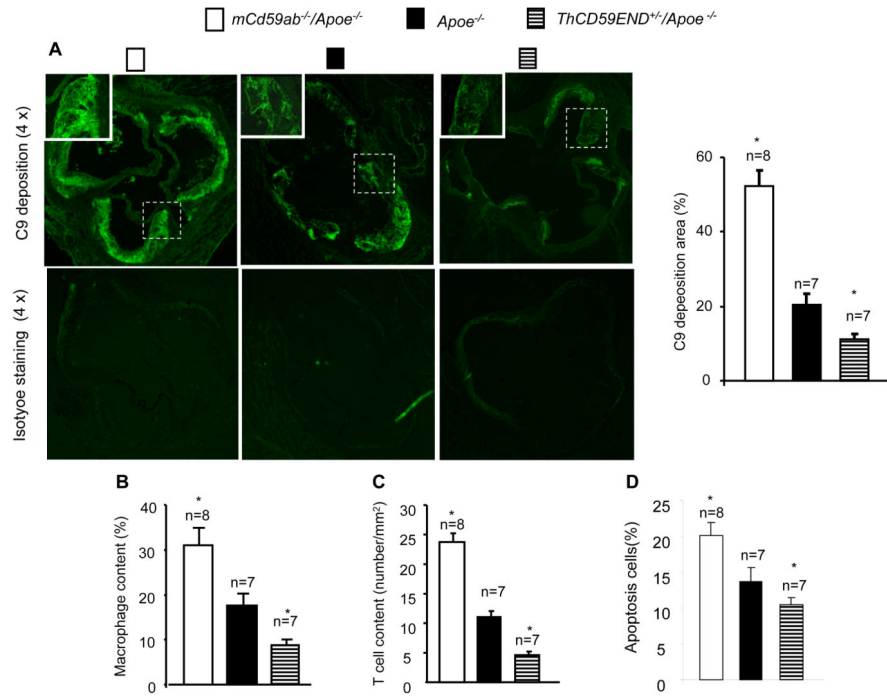 mCd59ab-/-/Apoe-/- Apoe-/- ThCD59END+/-/Apoe -/-
A
C9 deposition (4 x)
Isotyoe staining (4 x)
C9 depeosition area (%)
60
40
20
0
*
n=8
n=7
*
n=7
B
Macrophage content (%)
40
30
20
10
0
*
n=8
n=7
*
n=7
C
T cell content (number/mm²)
30
25
20
15
10
5
0
*
n=8
n=7
*
n=7
D
Apoptosis cells(%)
25
20
15
10
5
0
*
n=8
n=7
*
n=7